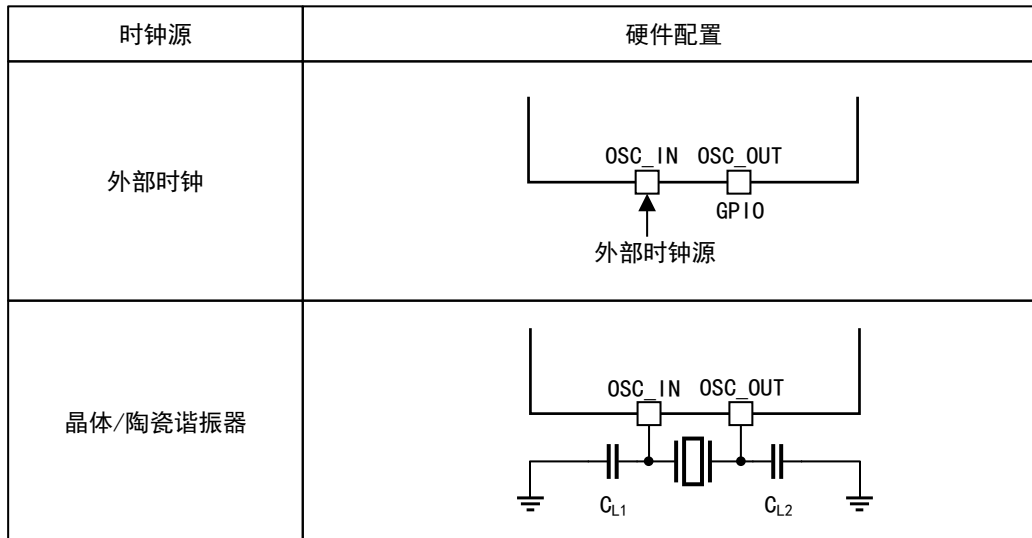 时钟源 硬件配置
外部时钟
OSC_IN OSC_OUT
GPIO
外部时钟源
晶体/陶瓷谐振器
OSC_IN OSC_OUT
CL1 CL2